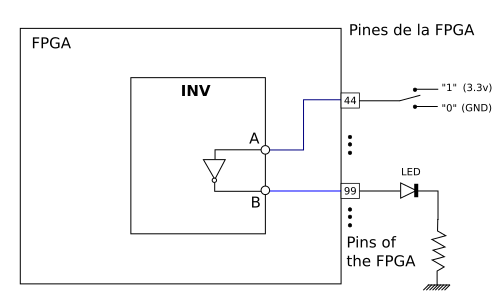 Pines de la FPGA
FPGA
INV
"1" (3.3v)
44
"0" (GND)
A
LED
99
B
Pins of
the FPGA